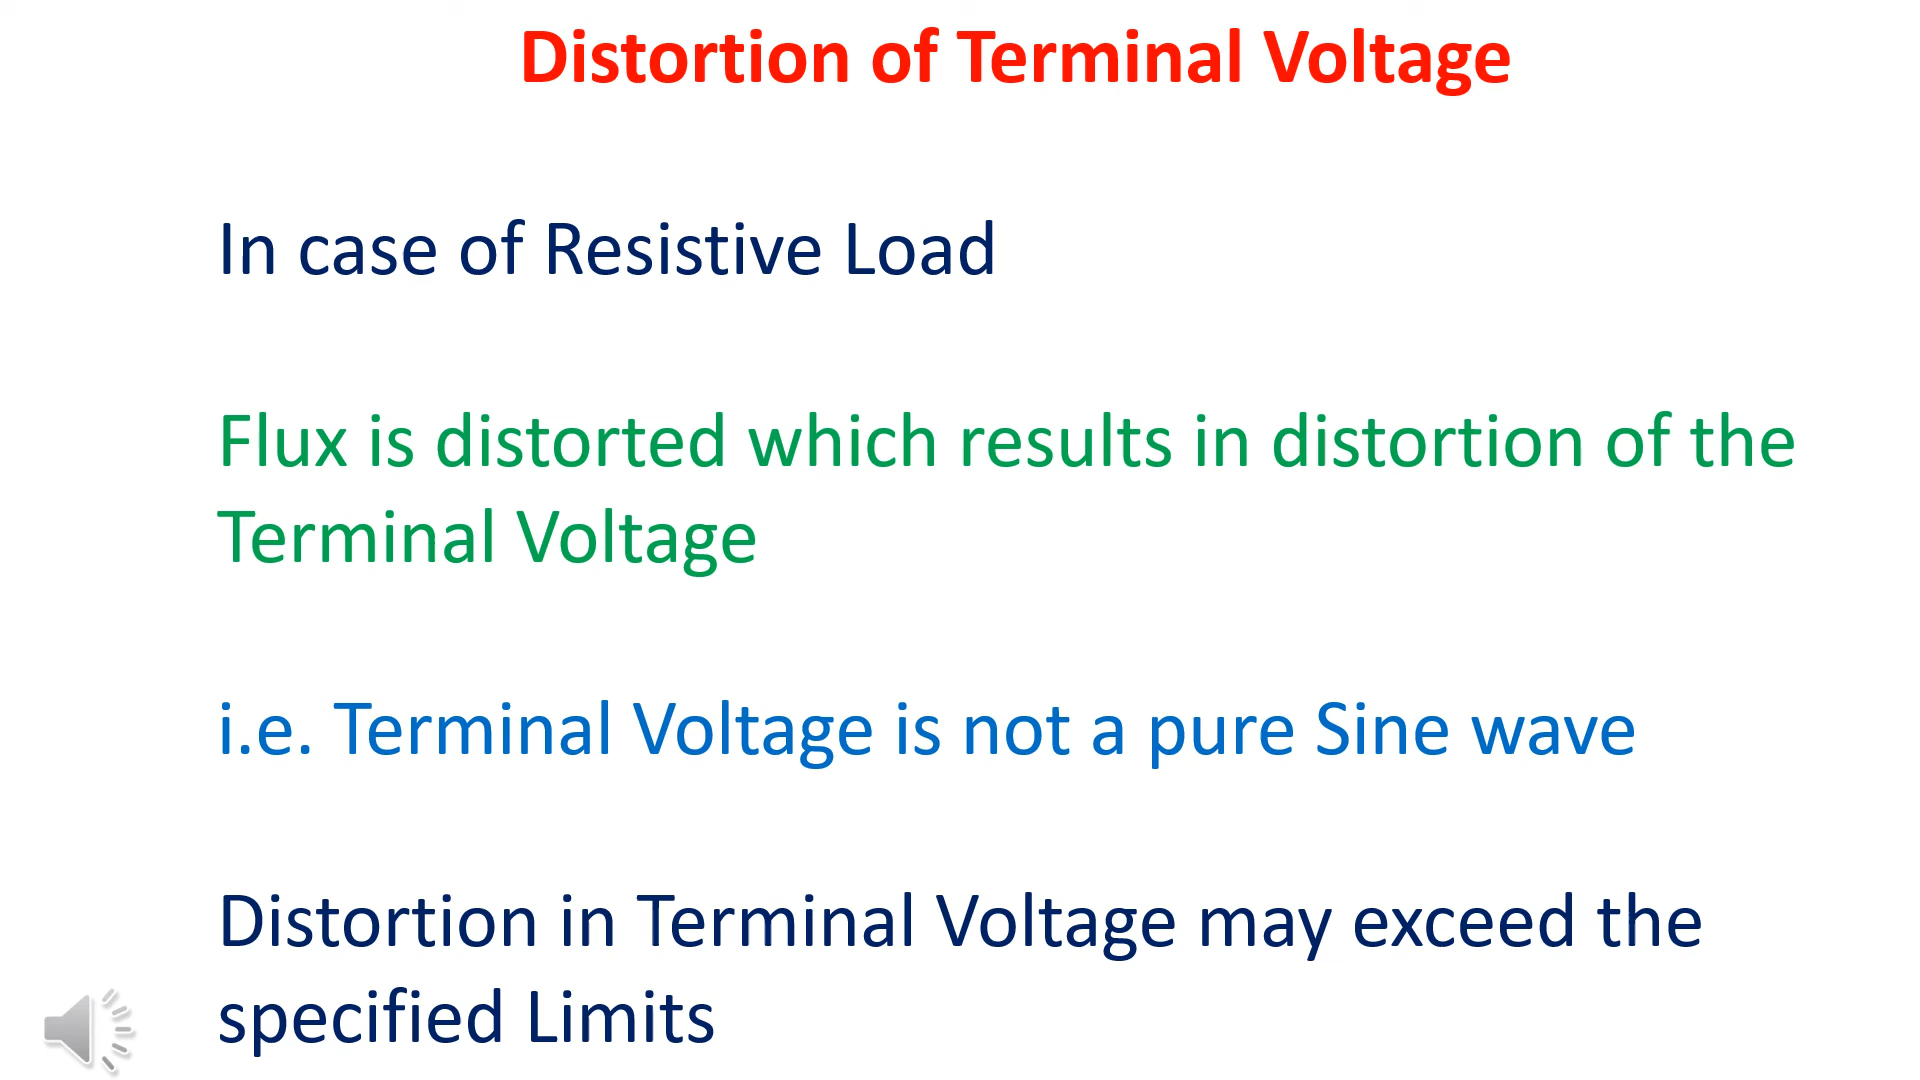 Distortion of Terminal Voltage
In case of Resistive Load
Flux is distorted which results in distortion of the
Terminal Voltage
i.e. Terminal Voltage is not a pure Sine wave
Distortion in Terminal Voltage may exceed the
specified Limits